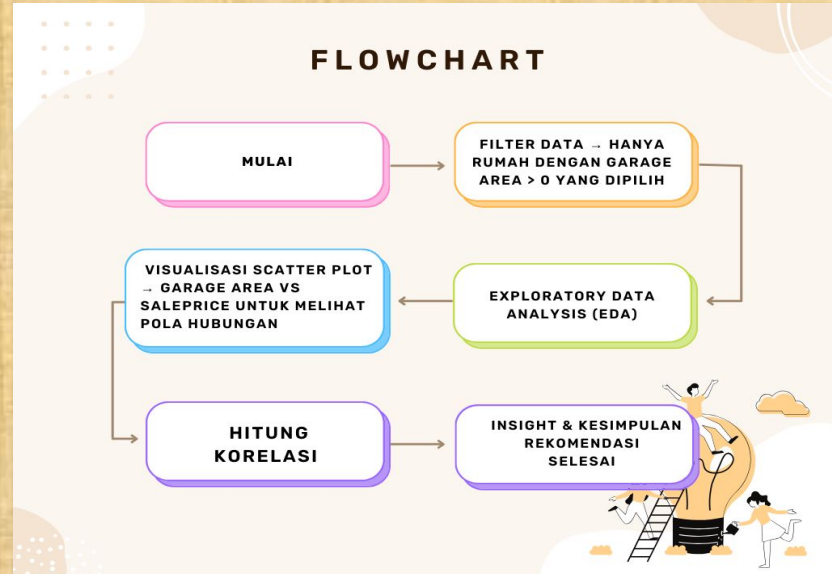 FLOWCHART
MULAI
FILTER DATA → HANYA
RUMAH DENGAN GARAGE
AREA > 0 YANG DIPILIH
EXPLORATORY DATA
ANALYSIS (EDA)
VISUALISASI SCATTER PLOT
→ GARAGE AREA VS
SALEPRICE UNTUK MELIHAT
POLA HUBUNGAN
HITUNG
KORELASI
INSIGHT & KESIMPULAN
REKOMENDASI
SELESAI